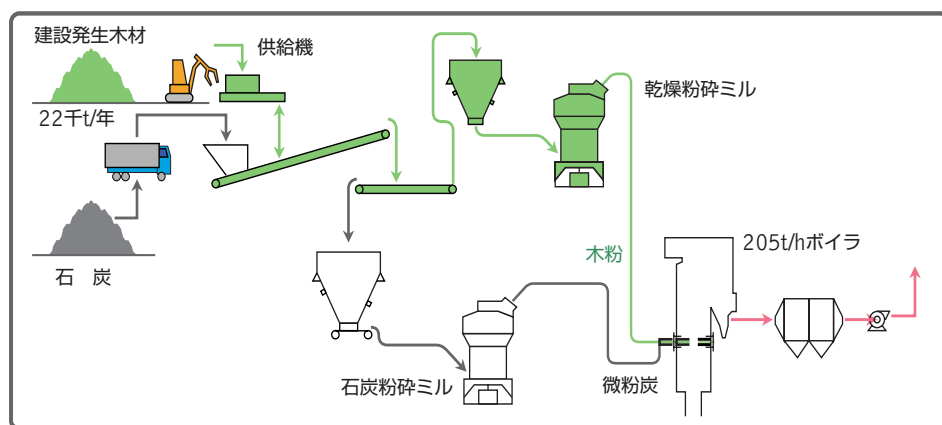 建設発生木材
供給機
22千t/年
乾燥粉砕ミル
石 炭
木粉
205t/hボイラ
石炭粉砕ミル
微粉炭